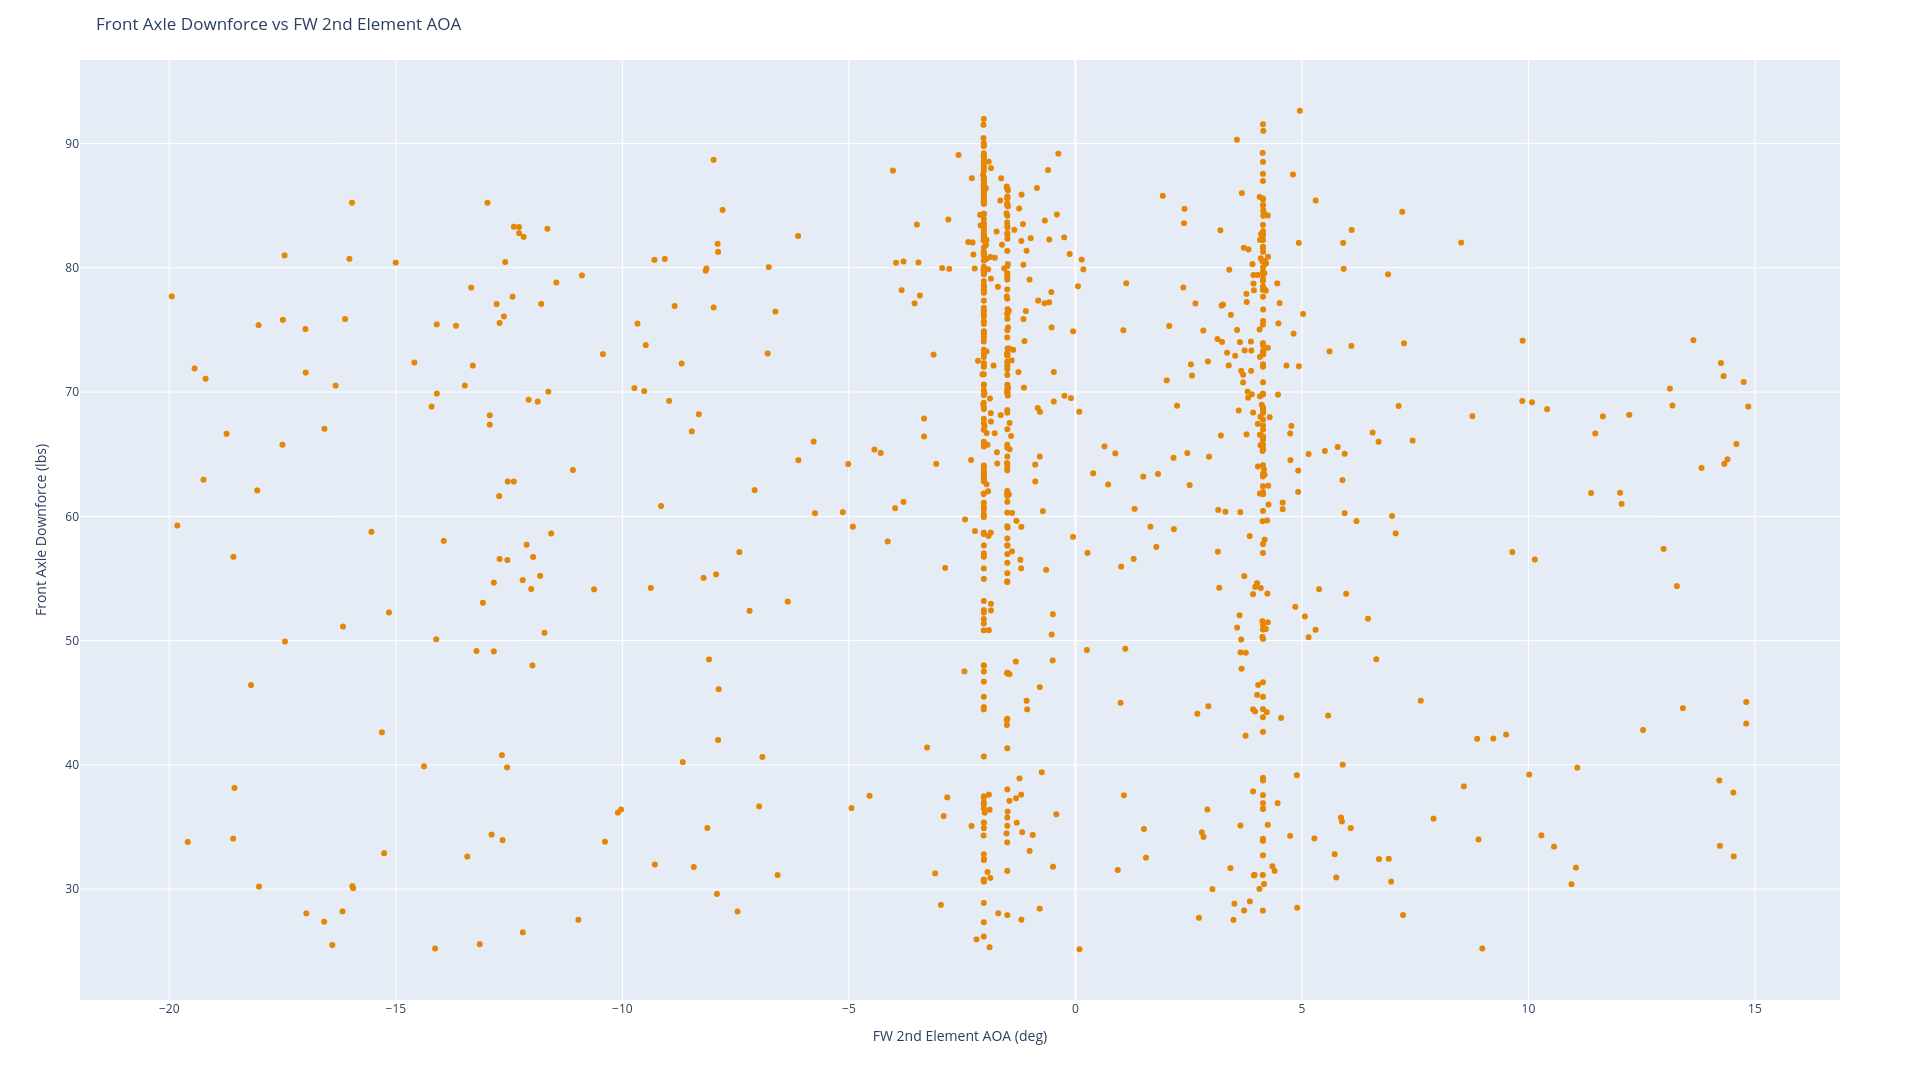 Front Axle Downforce vs FW 2nd Element AOA
90
80
70
60
50
40
30
Front Axle Downforce (lbs)
−20 −15 −10 −5 0 5 10 15
FW 2nd Element AOA (deg)